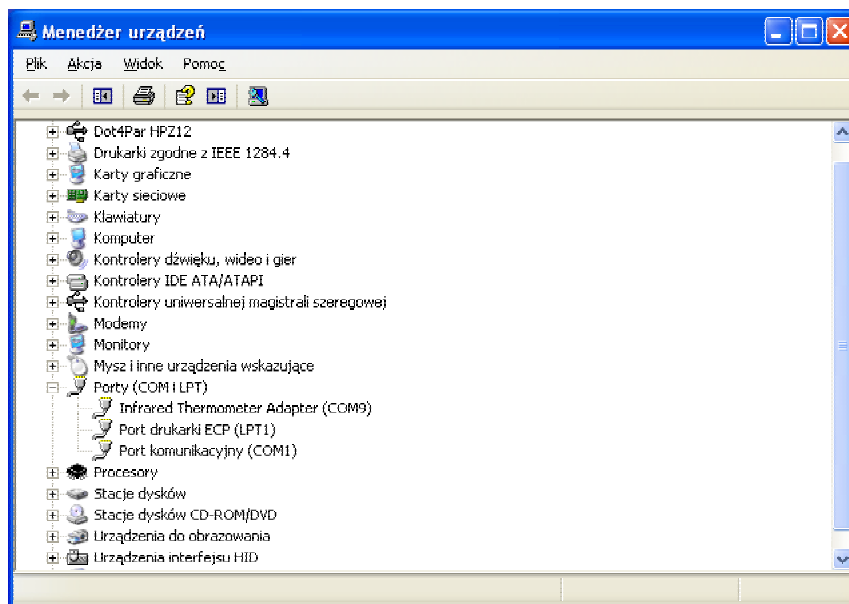 Menedżer urządzeń
Plik Akcja Widok Pomoc
Dot4Par HPZ12
Drukarki zgodne z IEEE 1284.4
Karty graficzne
Karty sieciowe
Klawiatury
Komputer
Kontrolery dźwięku, wideo i gier
Kontrolery IDE ATA/ATAPI
Kontrolery uniwersalnej magistrali szeregowej
Modemy
Monitory
Mysz i inne urządzenia wskazujące
Porty (COM i LPT)
Infrared Thermometer Adapter (COM9)
Port drukarki ECP (LPT1)
Port komunikacyjny (COM1)
Procesory
Stacje dysków
Stacje dysków CD-ROM/DVD
Urządzenia do obrazowania
Urządzenia interfejsu HID